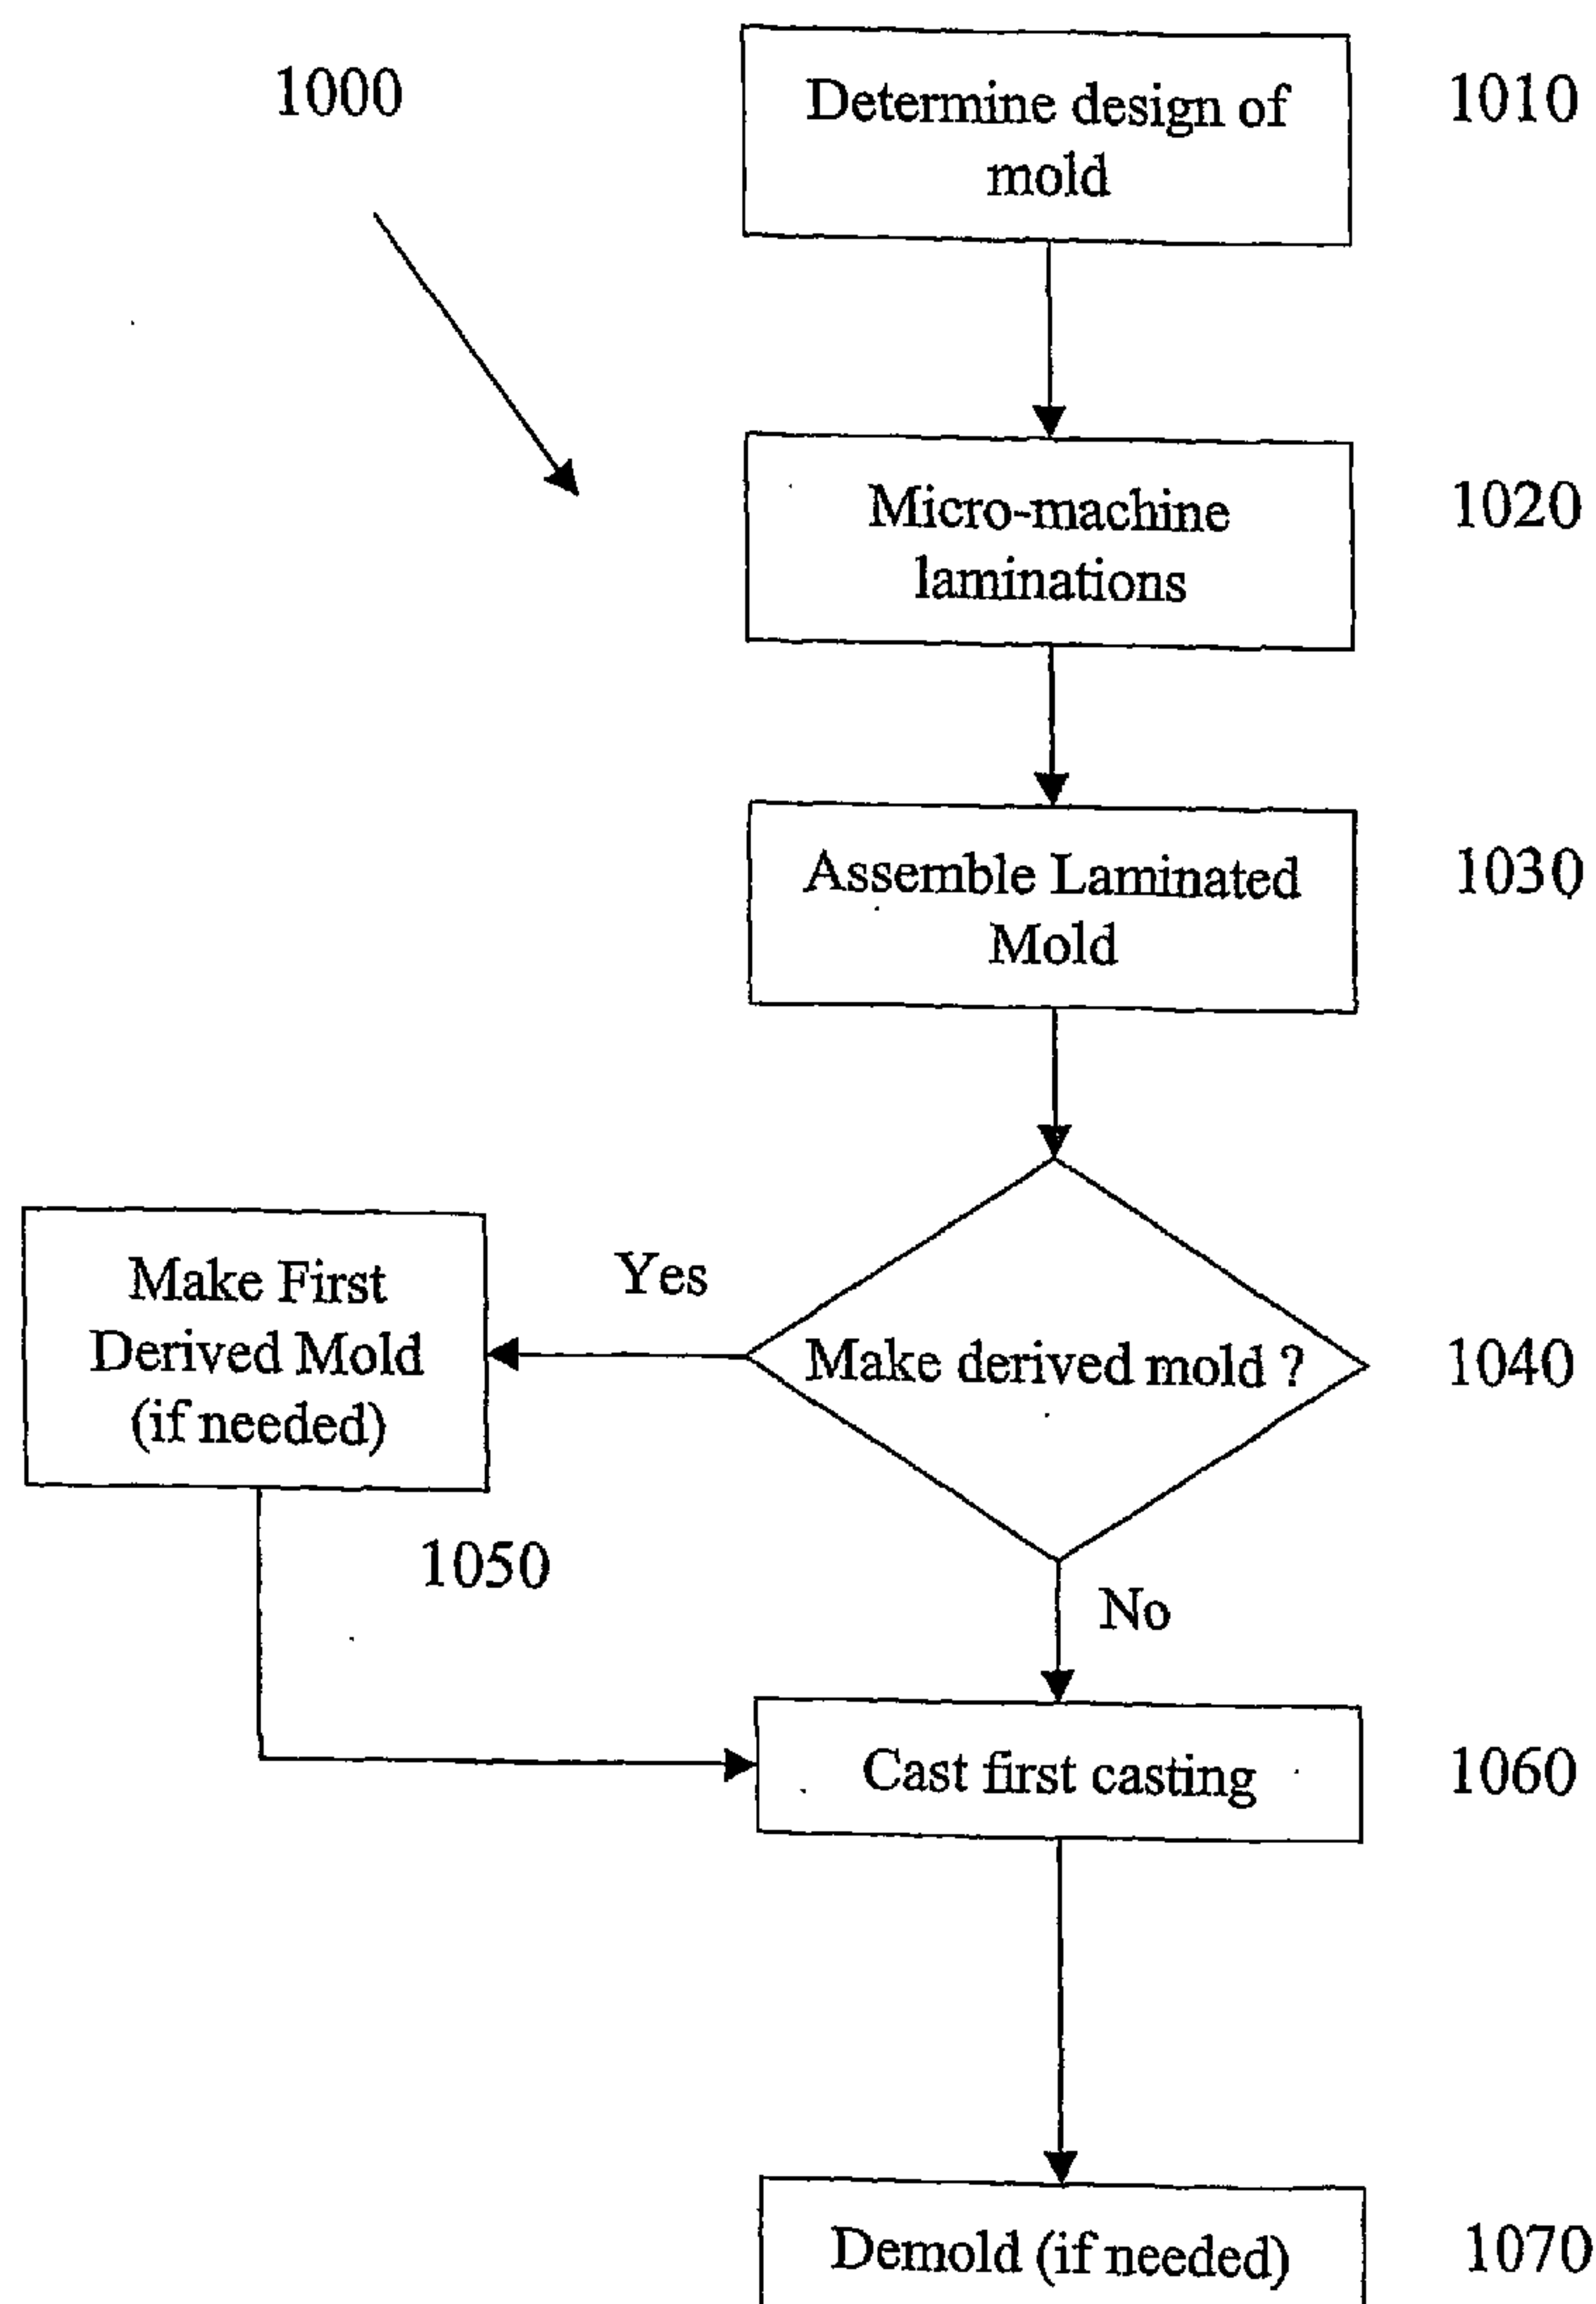 1000
Determine design of
mold
1010
Micro-machine
laminations
1020
Assemble Laminated
Mold
1030
Make First
Derived Mold
(if needed)
Yes
Make derived mold ?
1040
1050
No
Cast first casting
1060
Demold (if needed)
1070